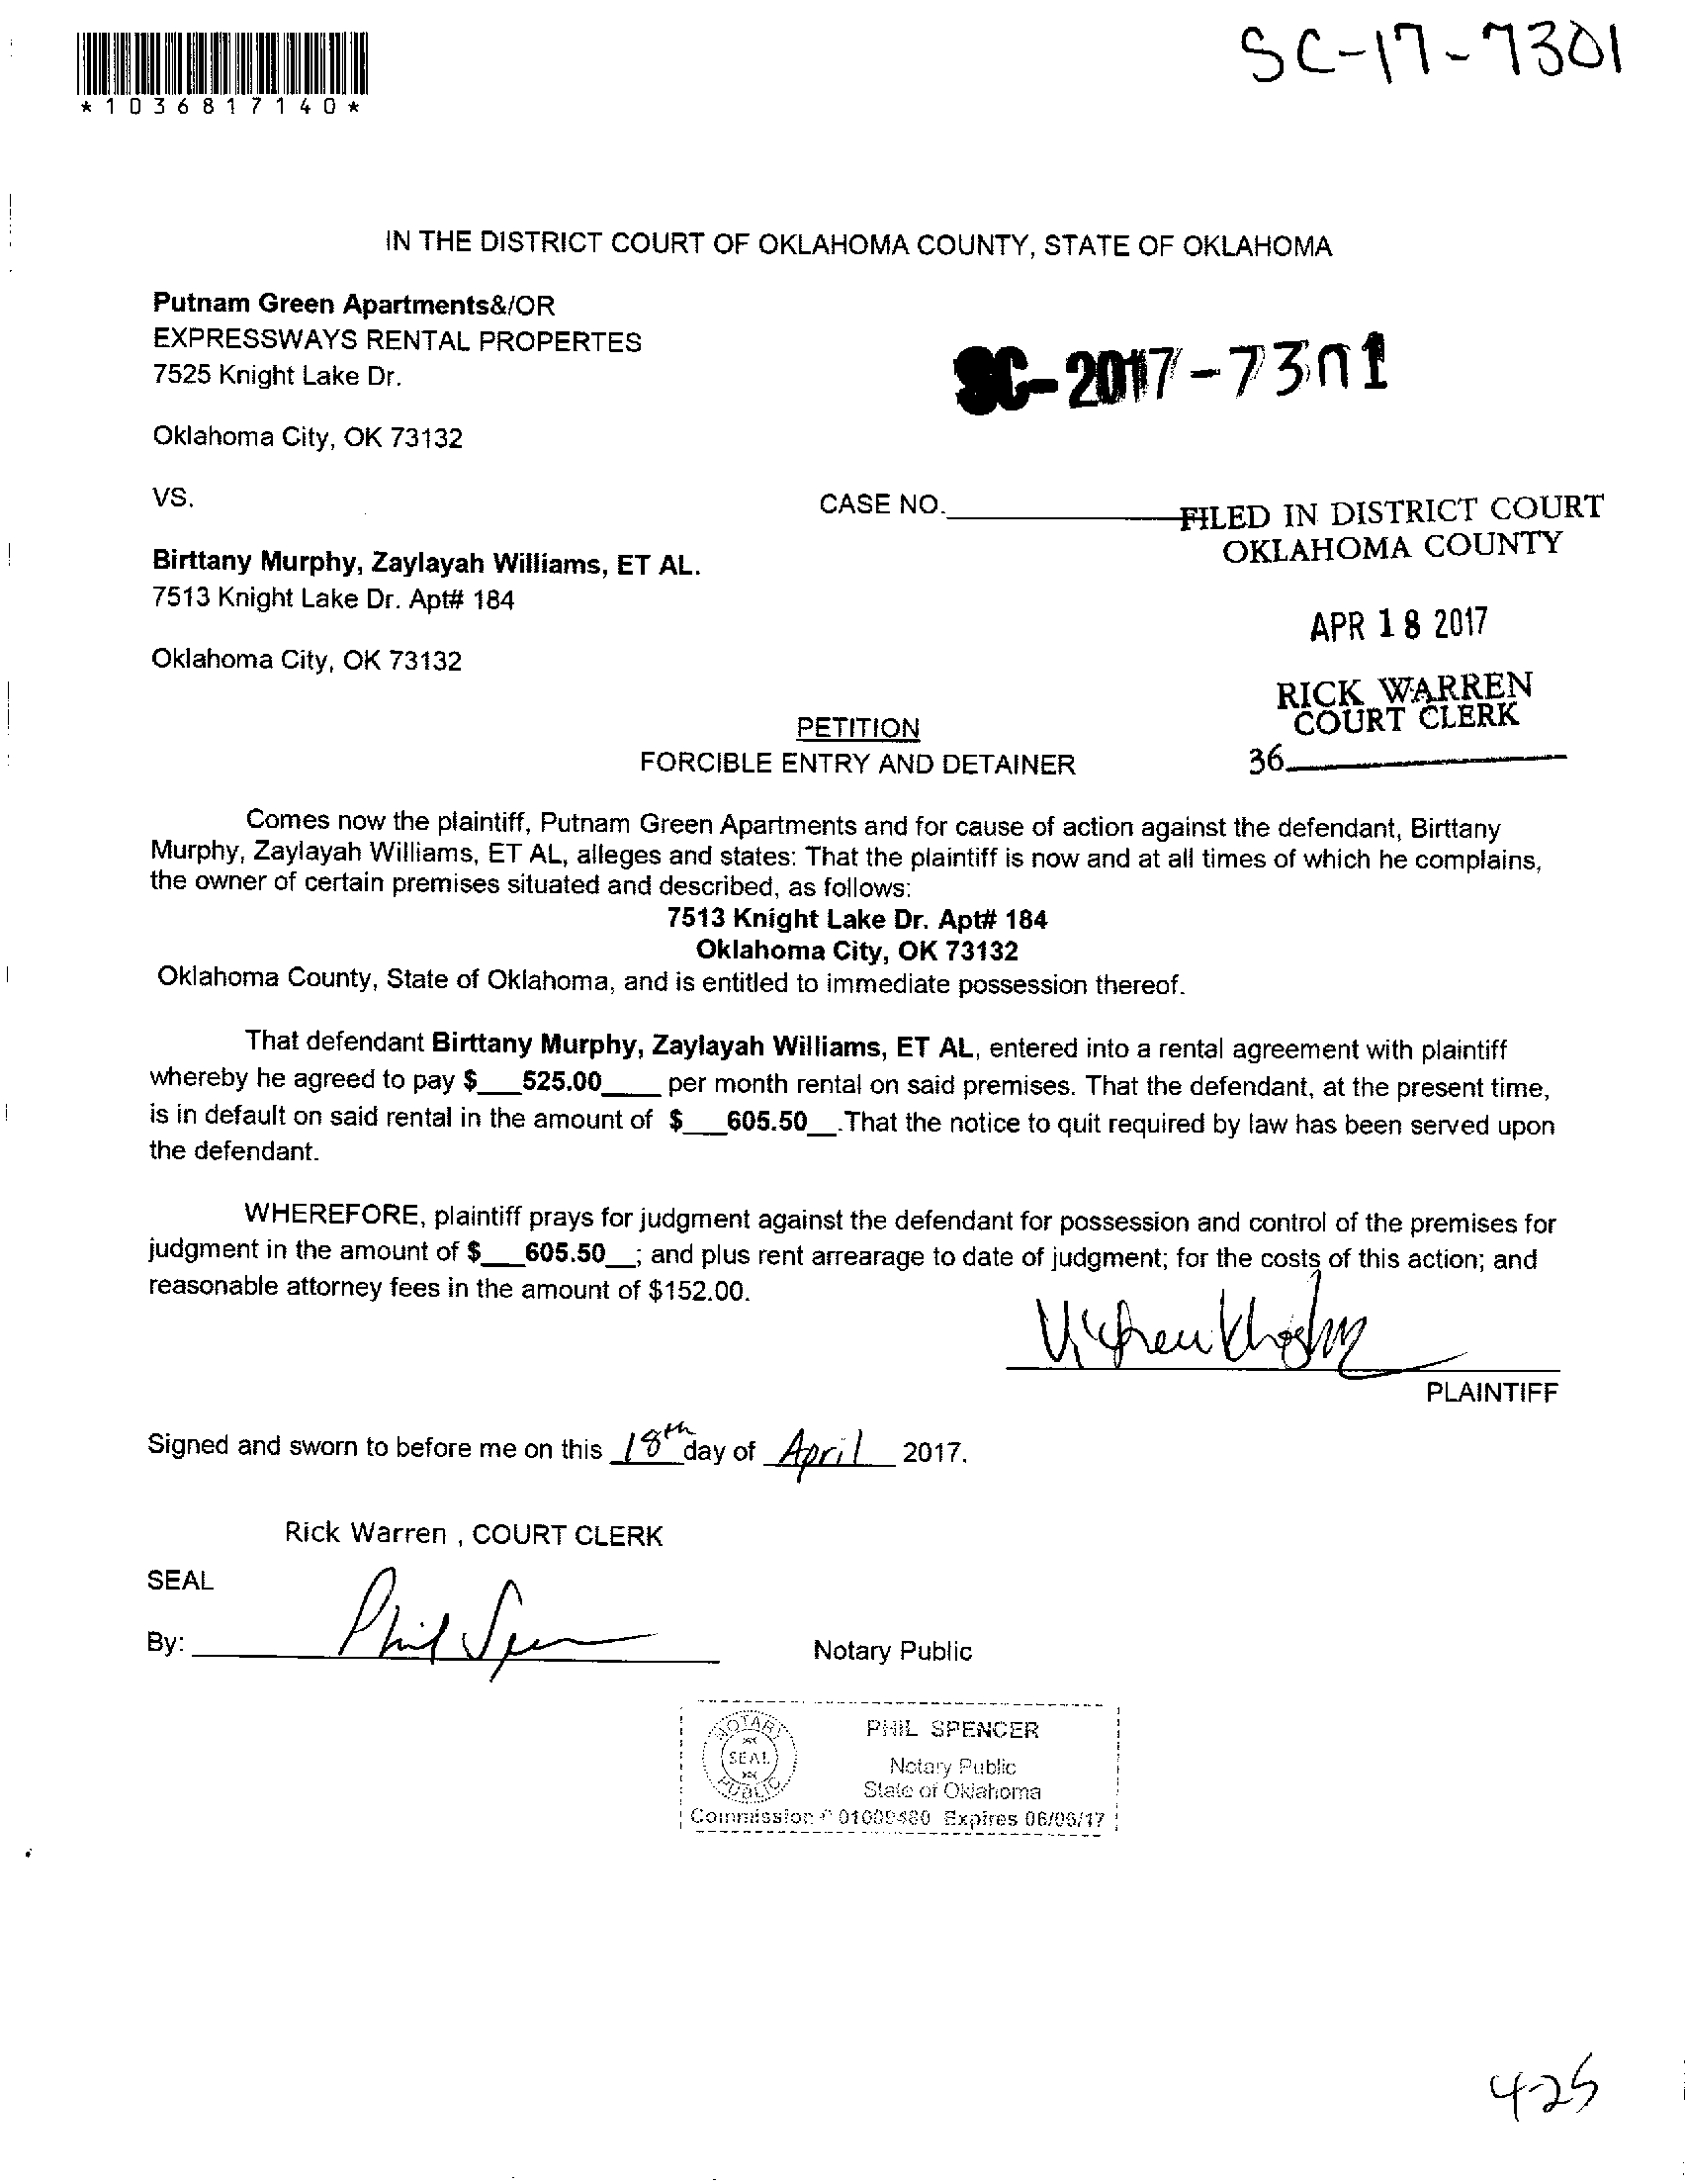 SC-17-7301
*1036817140*
IN THE DISTRICT COURT OF OKLAHOMA COUNTY, STATE OF OKLAHOMA
Putnam Green Apartments&/OR
EXPRESSWAYS RENTAL PROPERTES
7525 Knight Lake Dr.
SC-2017-7301
Oklahoma City, OK 73132
VS.
CASE NO.
FILED IN DISTRICT COURT
OKLAHOMA COUNTY
Birttany Murphy, Zaylayah Williams, ET AL.
7513 Knight Lake Dr. Apt# 184
APR 18 2017
Oklahoma City, OK 73132
RICK WARREN
COURT CLERK
36
PETITION
FORCIBLE ENTRY AND DETAINER
Comes now the plaintiff, Putnam Green Apartments and for cause of action against the defendant, Birttany
Murphy, Zaylayah Williams, ET AL, alleges and states: That the plaintiff is now and at all times of which he complains,
the owner of certain premises situated and described, as follows:
7513 Knight Lake Dr. Apt# 184
Oklahoma City, OK 73132
Oklahoma County, State of Oklahoma, and is entitled to immediate possession thereof.
That defendant Birttany Murphy, Zaylayah Williams, ET AL, entered into a rental agreement with plaintiff
whereby he agreed to pay $___525.00____ per month rental on said premises. That the defendant, at the present time,
is in default on said rental in the amount of $___605.50__.That the notice to quit required by law has been served upon
the defendant.
WHEREFORE, plaintiff prays for judgment against the defendant for possession and control of the premises for
judgment in the amount of $___605.50__; and plus rent arrearage to date of judgment; for the costs of this action; and
reasonable attorney fees in the amount of $152.00.
PLAINTIFF
Signed and sworn to before me on this 18th day of April 2017.
Rick Warren , COURT CLERK
SEAL
By: Phil Spencer
Notary Public
NOTARY
SEAL
PUBLIC
PHIL SPENCER
Notary Public
State of Oklahoma
Commission # 01009480 Expires 06/06/17
425